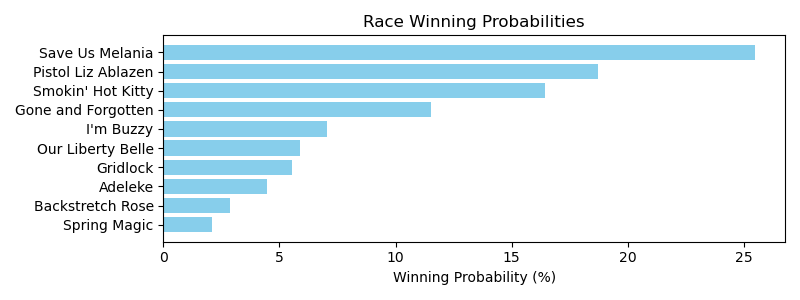 Race Winning Probabilities
Save Us Melania
Pistol Liz Ablazen
Smokin' Hot Kitty
Gone and Forgotten
I'm Buzzy
Our Liberty Belle
Gridlock
Adeleke
Backstretch Rose
Spring Magic
0 5 10 15 20 25
Winning Probability (%)